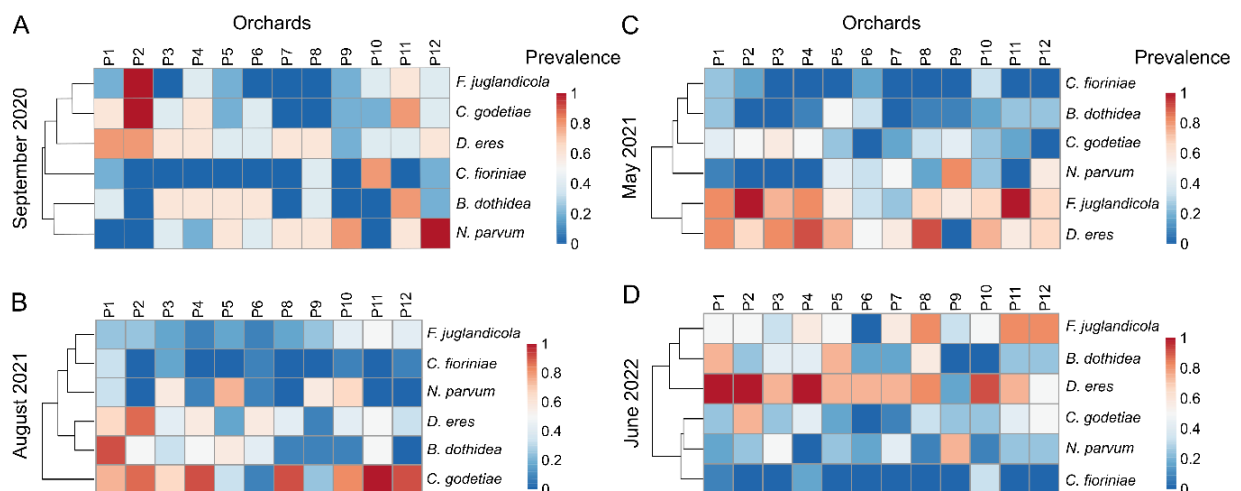 A
Orchards
P1 P2 P3 P4 P5 P6 P7 P8 P9 P10 P11 P12
Prevalence
September 2020
F. juglandicola
C. godetiae
D. eres
C. fioriniae
B. dothidea
N. parvum
1
0.8
0.6
0.4
0.2
0
B
P1 P2 P3 P4 P5 P6 P8 P9 P10 P11 P12
August 2021
F. juglandicola
C. fioriniae
N. parvum
D. eres
B. dothidea
C. godetiae
1
0.8
0.6
0.4
0.2
0
C
Orchards
P1 P2 P3 P4 P5 P6 P7 P8 P9 P10 P11 P12
Prevalence
May 2021
C. fioriniae
B. dothidea
C. godetiae
N. parvum
F. juglandicola
D. eres
1
0.8
0.6
0.4
0.2
0
D
P1 P2 P3 P4 P5 P6 P7 P8 P9 P10 P11 P12
June 2022
F. juglandicola
B. dothidea
D. eres
C. godetiae
N. parvum
C. fioriniae
1
0.8
0.6
0.4
0.2
0